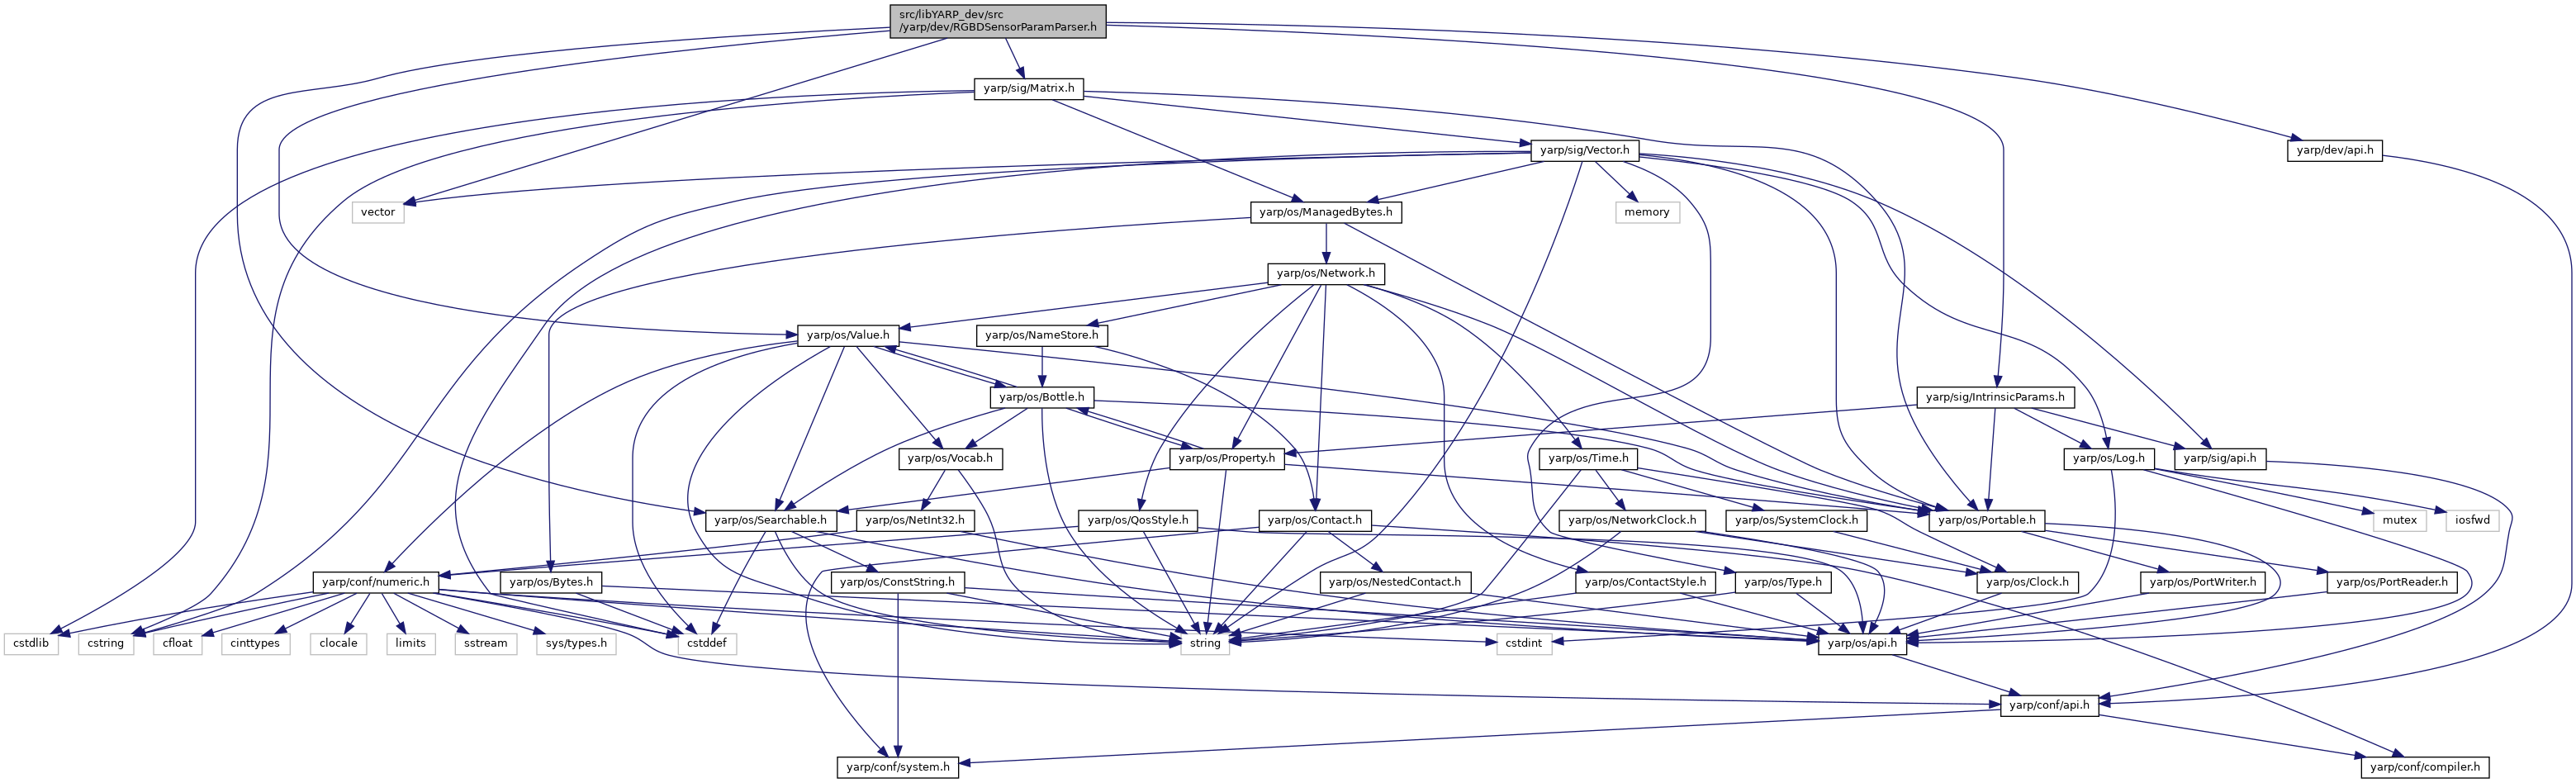 src/libYARP_dev/src
/yarp/dev/RGBDSensorParamParser.h
yarp/sig/Matrix.h
yarp/sig/Vector.h
yarp/dev/api.h
vector
yarp/os/ManagedBytes.h
memory
yarp/os/Network.h
yarp/os/Value.h
yarp/os/NameStore.h
yarp/os/Bottle.h
yarp/sig/IntrinsicParams.h
yarp/os/Vocab.h
yarp/os/Property.h
yarp/os/Time.h
yarp/os/Log.h
yarp/sig/api.h
yarp/os/Searchable.h
yarp/os/NetInt32.h
yarp/os/QosStyle.h
yarp/os/Contact.h
yarp/os/NetworkClock.h
yarp/os/SystemClock.h
yarp/os/Portable.h
mutex
iosfwd
yarp/conf/numeric.h
yarp/os/Bytes.h
yarp/os/ConstString.h
yarp/os/NestedContact.h
yarp/os/ContactStyle.h
yarp/os/Type.h
yarp/os/Clock.h
yarp/os/PortWriter.h
yarp/os/PortReader.h
cstdlib
cstring
cfloat
cinttypes
clocale
limits
sstream
sys/types.h
cstddef
string
cstdint
yarp/os/api.h
yarp/conf/api.h
yarp/conf/system.h
yarp/conf/compiler.h